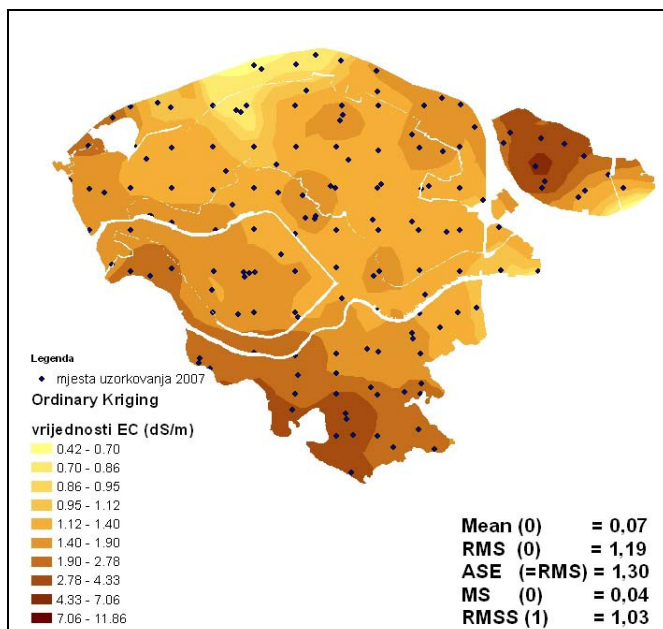 Legenda
mjesta uzorkovanja 2007
Ordinary Kriging
vrijednosti EC (dS/m)
0.42 - 0.70
0.70 - 0.86
0.86 - 0.95
0.95 - 1.12
1.12 - 1.40
1.40 - 1.90
1.90 - 2.78
2.78 - 4.33
4.33 - 7.06
7.06 - 11.86
Mean (0) = 0,07
RMS (0) = 1,19
ASE (=RMS) = 1,30
MS (0) = 0,04
RMSS (1) = 1,03